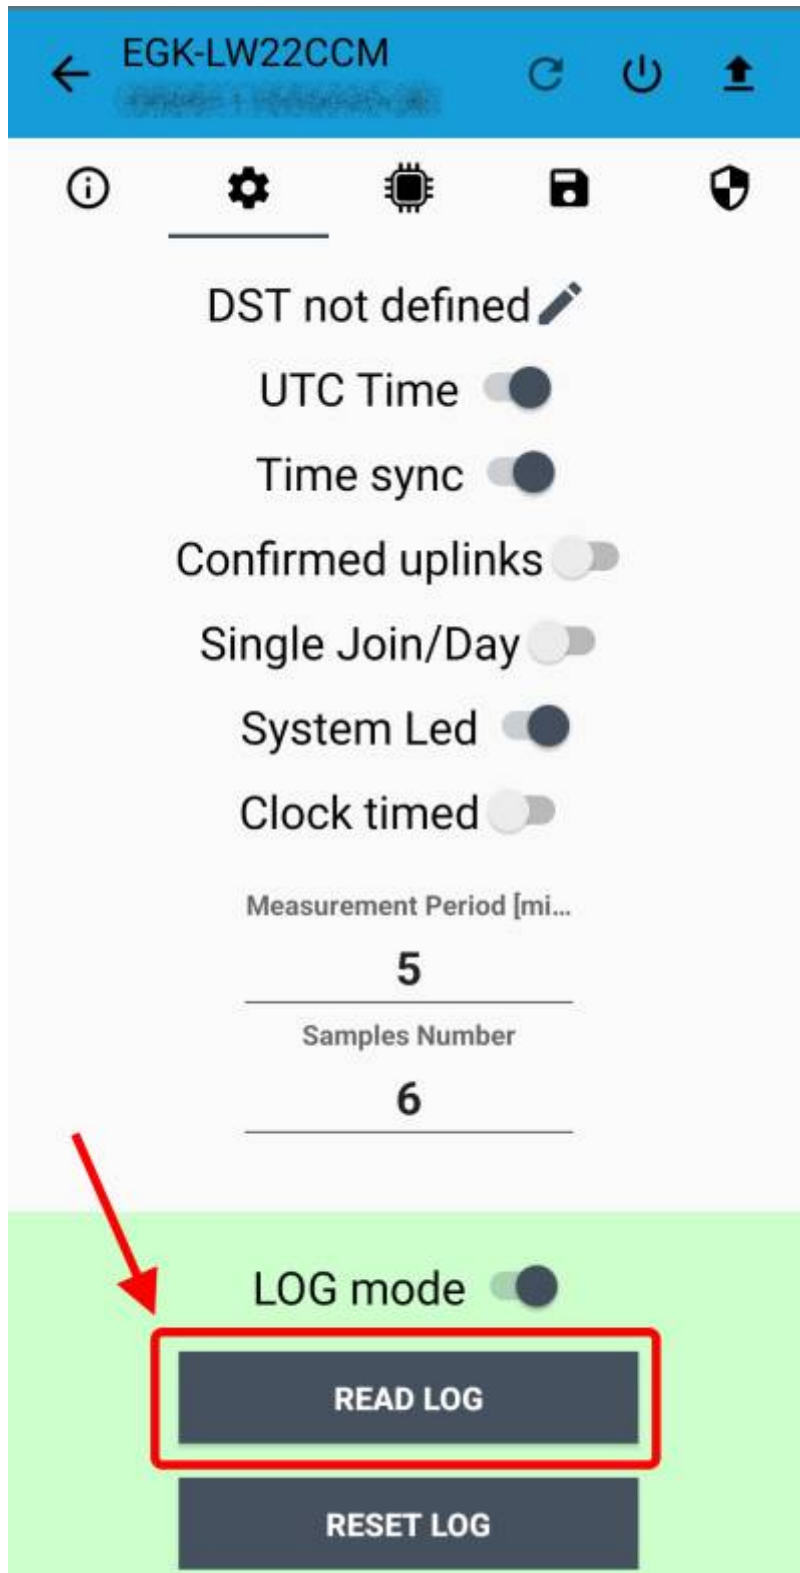 EGK-LW22CCM
DST not defined
UTC Time
Time sync
Confirmed uplinks
Single Join/Day
System Led
Clock timed
Measurement Period [mi...
5
Samples Number
6
LOG mode
READ LOG
RESET LOG